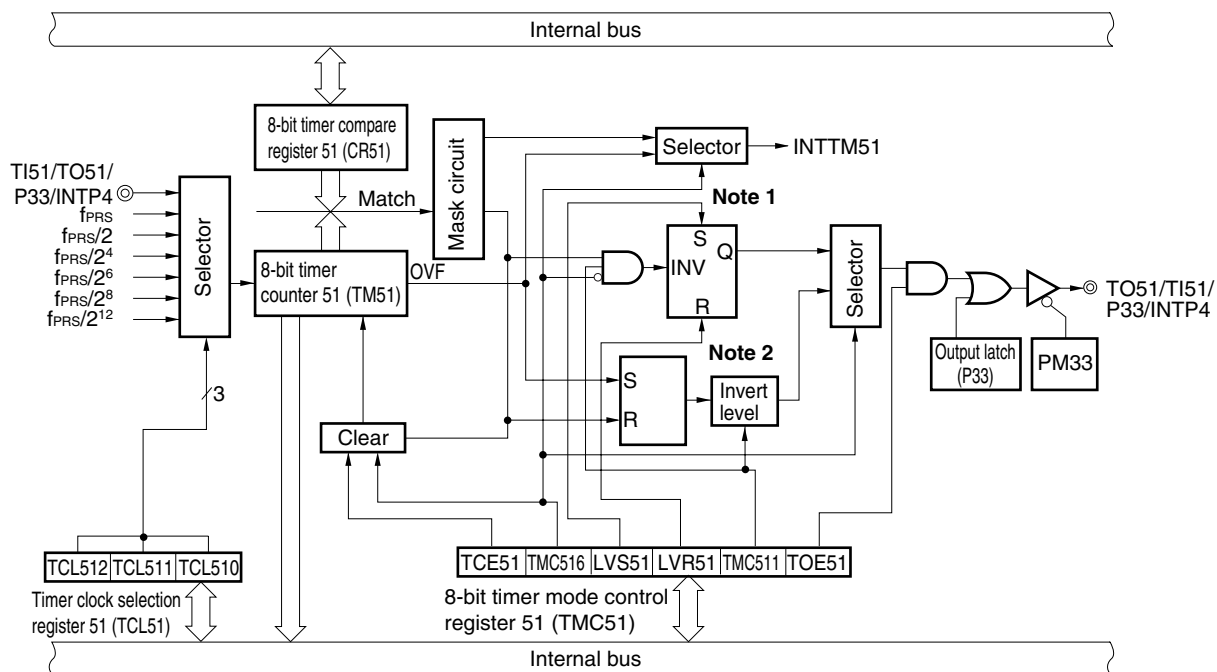 Internal bus
8-bit timer compare
register 51 (CR51)
TI51/TO51/
P33/INTP4
fPRS
fPRS/2
fPRS/2⁴
fPRS/2⁶
fPRS/2⁸
fPRS/2¹²
Selector
Match
Mask circuit
8-bit timer
counter 51 (TM51)
OVF
Selector
INTTM51
Note 1
S
INV
Q
R
Note 2
S
R
Invert
level
Selector
TO51/TI51/
P33/INTP4
Output latch
(P33)
PM33
3
Clear
TCL512 TCL511 TCL510
Timer clock selection
register 51 (TCL51)
TCE51 TMC516 LVS51 LVR51 TMC511 TOE51
8-bit timer mode control
register 51 (TMC51)
Internal bus